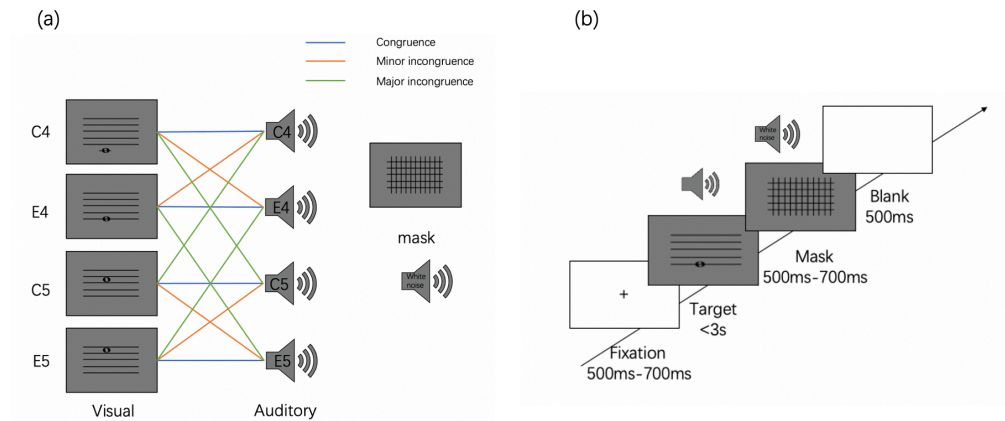 (a)
Congruence
Minor incongruence
Major incongruence
C4
C4
E4
E4
C5
C5
E5
E5
Visual
Auditory
mask
White
noise
(b)
White
noise
+
Blank
500ms
Mask
500ms-700ms
Target
<3s
Fixation
500ms-700ms